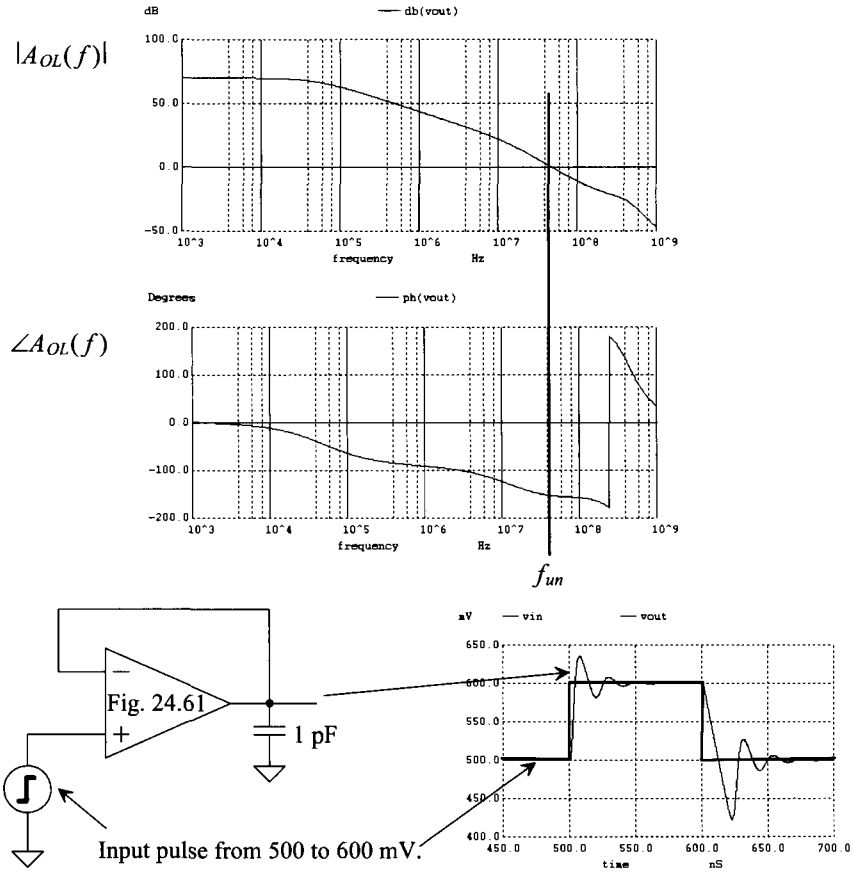 dB — db(vout)
|A_OL(f)|
100.0
50.0
0.0
-50.0
10^3 10^4 10^5 10^6 10^7 10^8 10^9
frequency Hz
Degrees — ph(vout)
∠A_OL(f)
200.0
100.0
0.0
-100.0
-200.0
10^3 10^4 10^5 10^6 10^7 10^8 10^9
frequency Hz
f_un
mV — vin — vout
650.0
600.0
550.0
500.0
450.0
400.0
450.0 500.0 550.0 600.0 650.0 700.0
time nS
−
Fig. 24.61
+
1 pF
Input pulse from 500 to 600 mV.